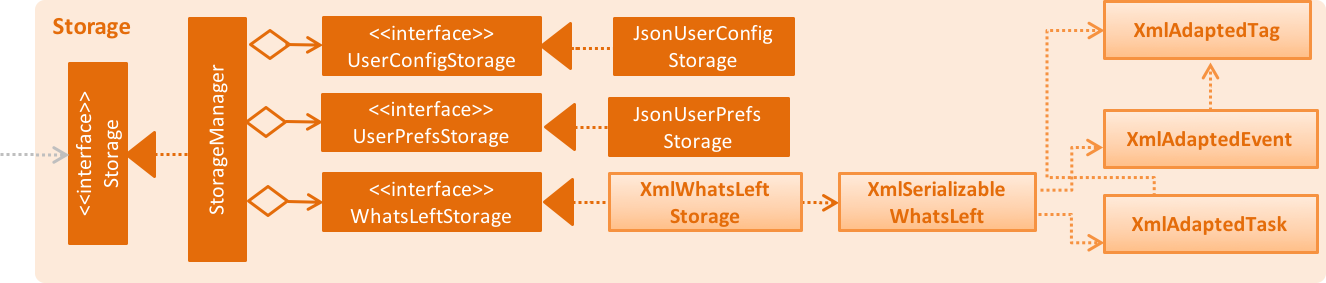 Storage
<<interface>>
Storage
StorageManager
<<interface>>
UserConfigStorage
JsonUserConfig
Storage
<<interface>>
UserPrefsStorage
JsonUserPrefs
Storage
<<interface>>
WhatsLeftStorage
XmlWhatsLeft
Storage
XmlSerializable
WhatsLeft
XmlAdaptedTag
XmlAdaptedEvent
XmlAdaptedTask